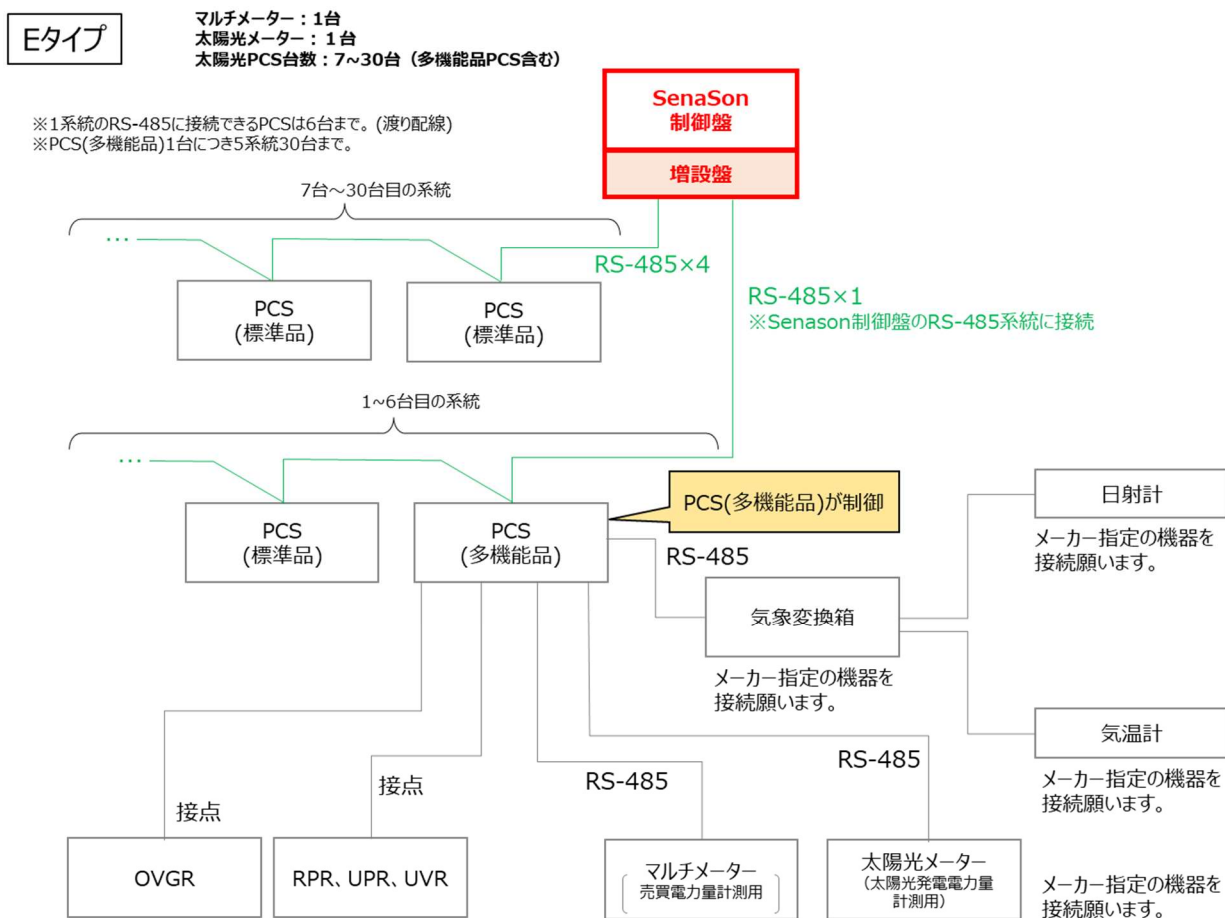 Eタイプ
マルチメーター：1台
太陽光メーター：１台
太陽光PCS台数：7~30台（多機能品PCS含む）
※1系統のRS-485に接続できるPCSは6台まで。(渡り配線)
※PCS(多機能品)1台につき5系統30台まで。
SenaSon
制御盤
増設盤
7台～30台目の系統
…
RS-485×4
PCS
(標準品)
PCS
(標準品)
RS-485×1
※Senason制御盤のRS-485系統に接続
1~6台目の系統
…
PCS
(標準品)
PCS
(多機能品)
PCS(多機能品)が制御
RS-485
日射計
メーカー指定の機器を
接続願います。
気象変換箱
メーカー指定の機器を
接続願います。
気温計
メーカー指定の機器を
接続願います。
接点
接点
RS-485
RS-485
OVGR
RPR、UPR、UVR
マルチメーター
売買電力量計測用
太陽光メーター
（太陽光発電電力量
計測用）
メーカー指定の機器を
接続願います。